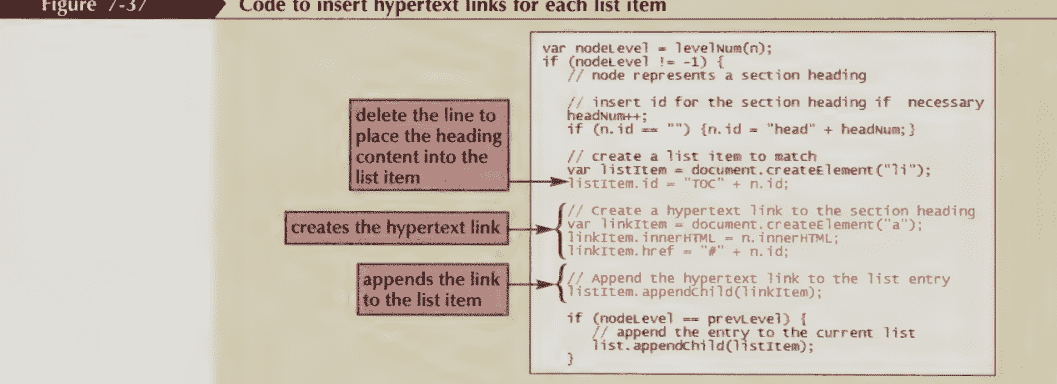 Figure 7-37 Code to insert hypertext links for each list item
var nodeLevel = levelNum(n);
if (nodeLevel != -1) {
// node represents a section heading
// insert id for the section heading if necessary
headNum++;
if (n.id == "") {n.id = "head" + headNum;}
// create a list item to match
var listItem = document.createElement("li");
listItem.id = "TOC" + n.id;
// Create a hypertext link to the section heading
var linkItem = document.createElement("a");
linkItem.innerHTML = n.innerHTML;
linkItem.href = "#" + n.id;
// Append the hypertext link to the list entry
listItem.appendChild(linkItem);
if (nodeLevel == prevLevel) {
// append the entry to the current list
list.appendChild(listItem);
}
delete the line to
place the heading
content into the
list item
creates the hypertext link
appends the link
to the list item